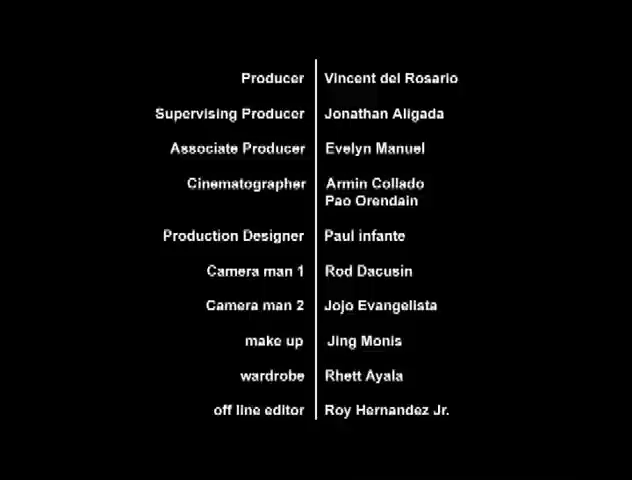 Producer Vincent del Rosario
Supervising Producer Jonathan Aligada
Associate Producer Evelyn Manuel
Cinematographer Armin Collado
Pao Orendain
Production Designer Paul infante
Camera man 1 Rod Dacusin
Camera man 2 Jojo Evangelista
make up Jing Monis
wardrobe Rhett Ayala
off line editor Roy Hernandez Jr.